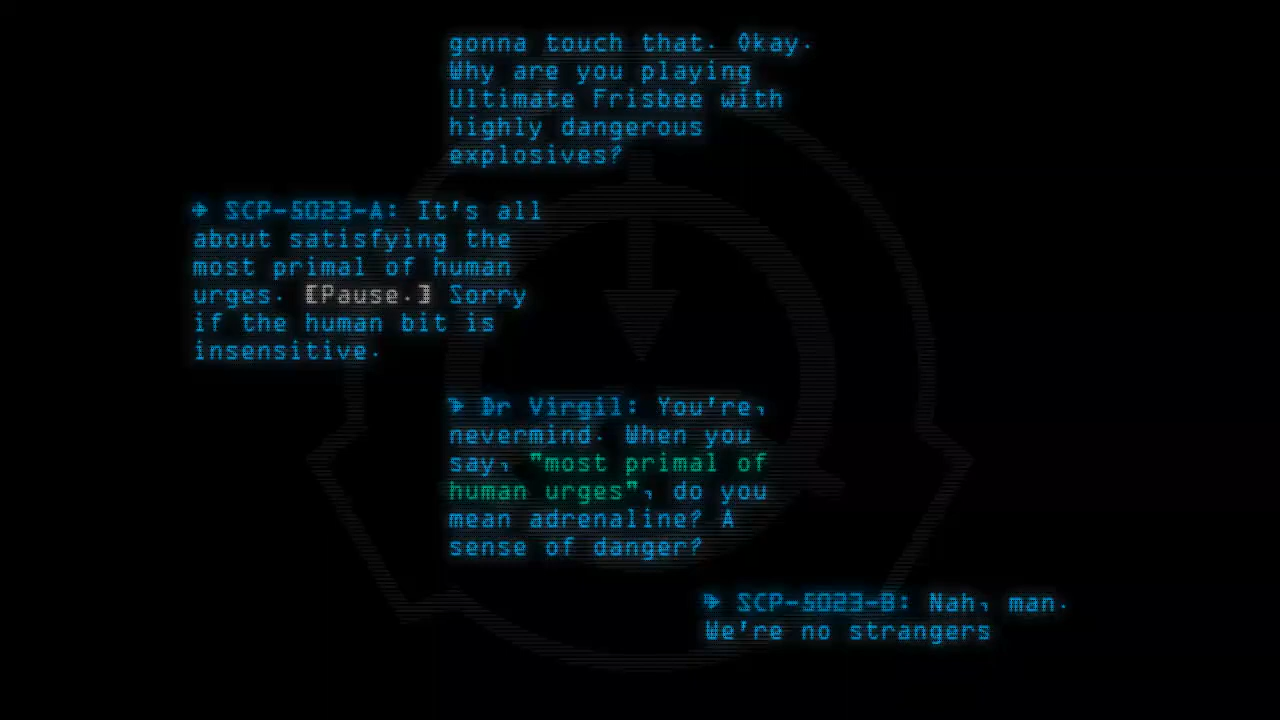 gonna touch that. Okay.
Why are you playing
Ultimate Frisbee with
highly dangerous
explosives?
➔ SCP-5023-A: It's all
about satisfying the
most primal of human
urges. [Pause.] Sorry
if the human bit is
insensitive.
➔ Dr Virgil: You're,
nevermind. When you
say, "most primal of
human urges", do you
mean adrenaline? A
sense of danger?
➔ SCP-5023-B: Nah, man.
We're no strangers